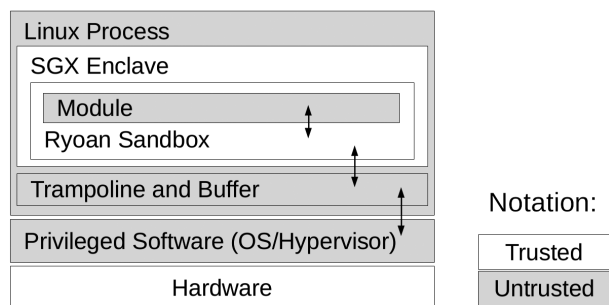 Linux Process
SGX Enclave
Module
Ryoan Sandbox
Trampoline and Buffer
Privileged Software (OS/Hypervisor)
Hardware
Notation:
Trusted
Untrusted